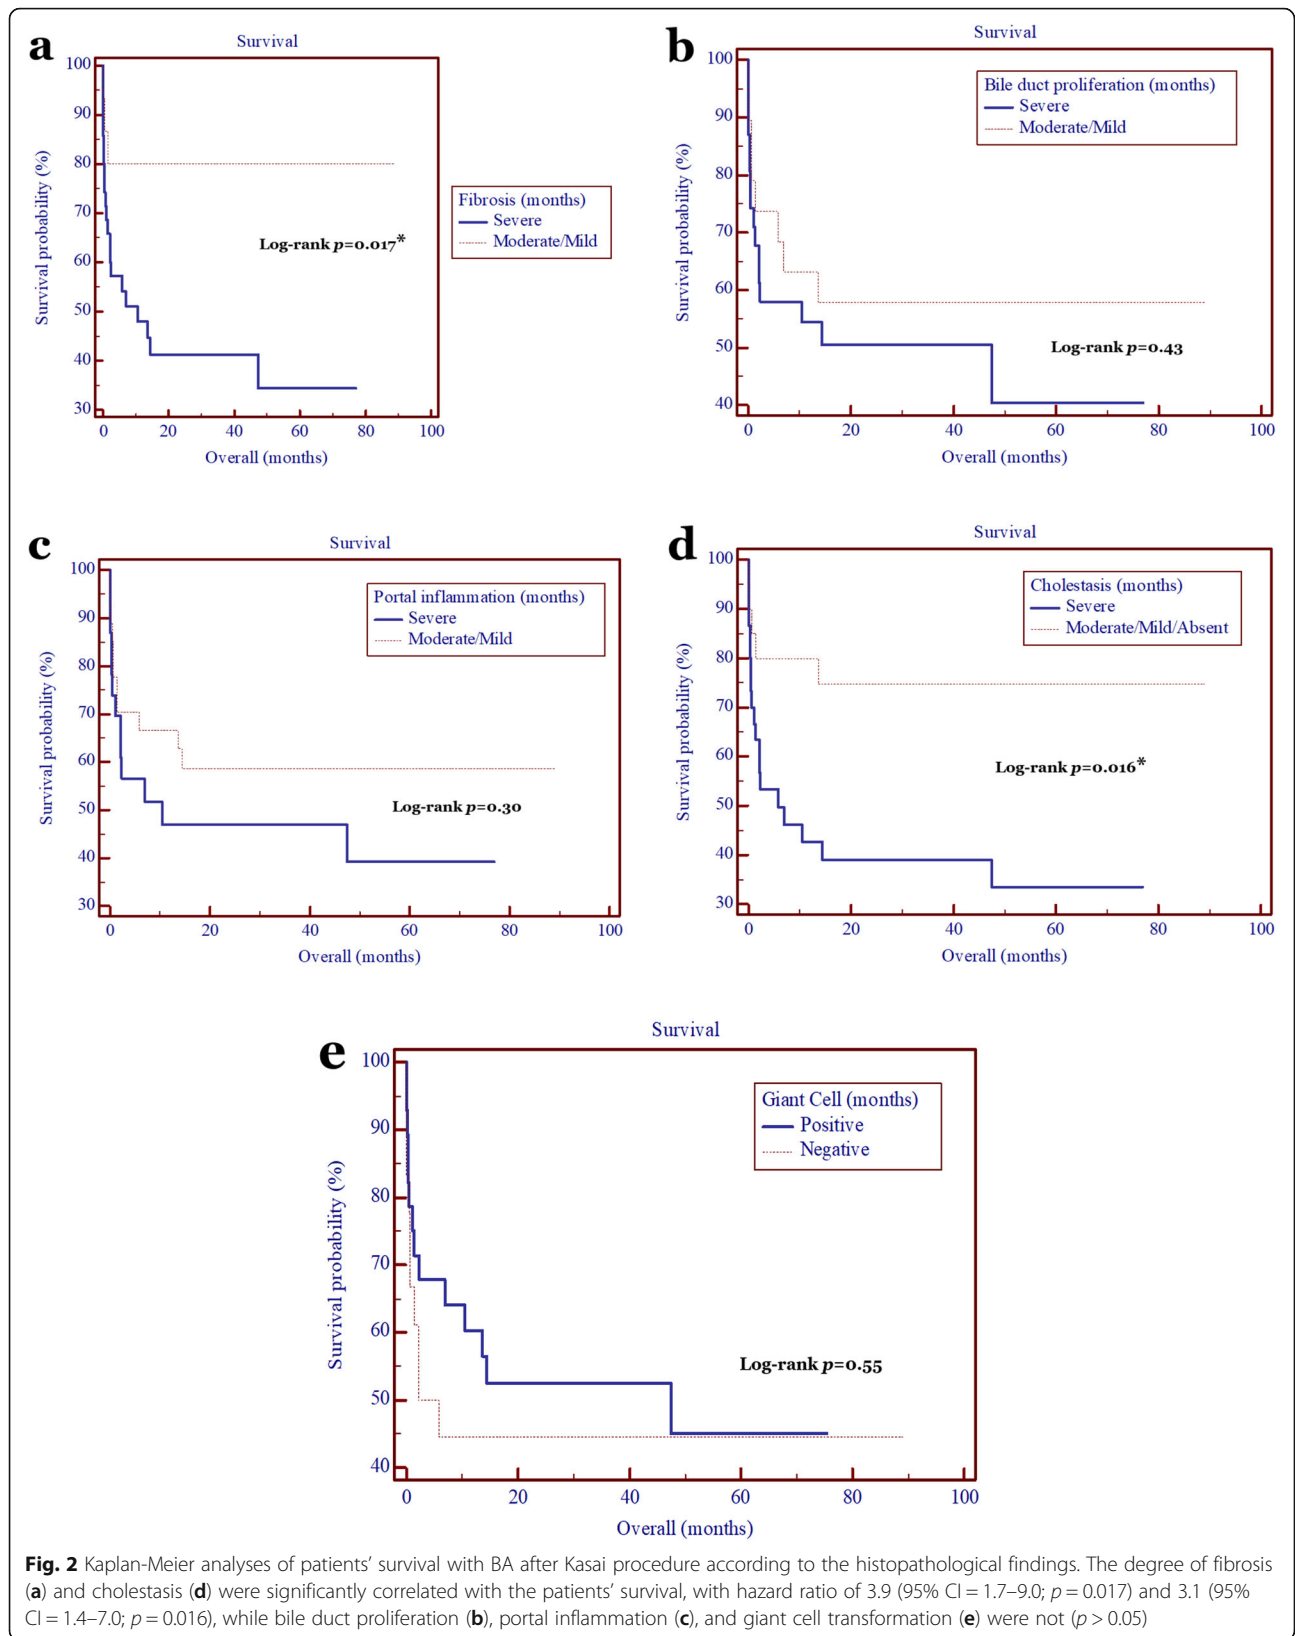 a
Survival
100
90
80
70
60
50
40
30
Survival probability (%)
0 20 40 60 80 100
Overall (months)
Fibrosis (months)
Severe
Moderate/Mild
Log-rank p=0.017*
b
Survival
100
90
80
70
60
50
40
Survival probability (%)
0 20 40 60 80 100
Overall (months)
Bile duct proliferation (months)
Severe
Moderate/Mild
Log-rank p=0.43
c
Survival
100
90
80
70
60
50
40
30
Survival probability (%)
0 20 40 60 80 100
Overall (months)
Portal inflammation (months)
Severe
Moderate/Mild
Log-rank p=0.30
d
Survival
100
90
80
70
60
50
40
30
Survival probability (%)
0 20 40 60 80 100
Overall (months)
Cholestasis (months)
Severe
Moderate/Mild/Absent
Log-rank p=0.016*
e
Survival
100
90
80
70
60
50
40
Survival probability (%)
0 20 40 60 80 100
Overall (months)
Giant Cell (months)
Positive
Negative
Log-rank p=0.55
Fig. 2 Kaplan-Meier analyses of patients' survival with BA after Kasai procedure according to the histopathological findings. The degree of fibrosis
(a) and cholestasis (d) were significantly correlated with the patients' survival, with hazard ratio of 3.9 (95% CI = 1.7–9.0; p = 0.017) and 3.1 (95%
CI = 1.4–7.0; p = 0.016), while bile duct proliferation (b), portal inflammation (c), and giant cell transformation (e) were not (p > 0.05)